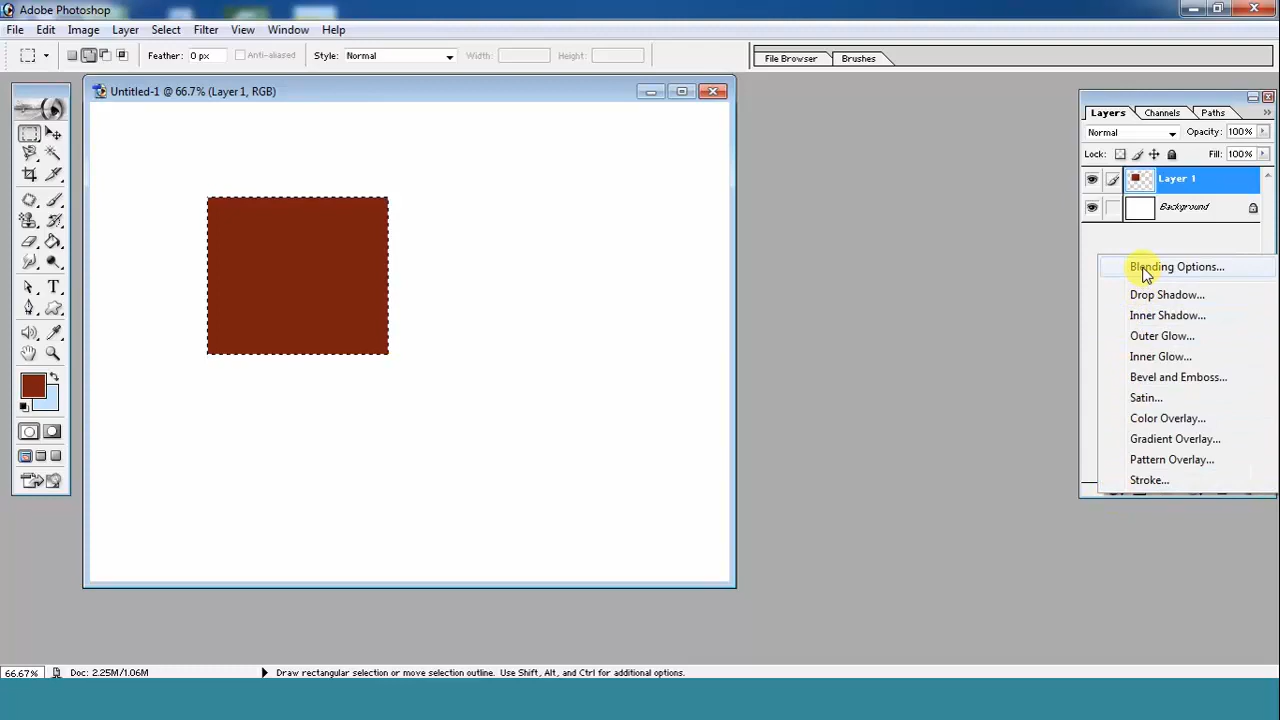 Adobe Photoshop
File Edit Image Layer Select Filter View Window Help
Feather: 0 px Anti-aliased Style: Normal Width: Height: File Browser Brushes
Untitled-1 @ 66.7% (Layer 1, RGB)
Layers Channels Paths
Normal Opacity: 100%
Lock: Fill: 100%
Layer 1
Background
Blending Options...
Drop Shadow...
Inner Shadow...
Outer Glow...
Inner Glow...
Bevel and Emboss...
Satin...
Color Overlay...
Gradient Overlay...
Pattern Overlay...
Stroke...
66.67% Doc: 2.25M/1.06M Draw rectangular selection or move selection outline. Use Shift, Alt, and Ctrl for additional options.